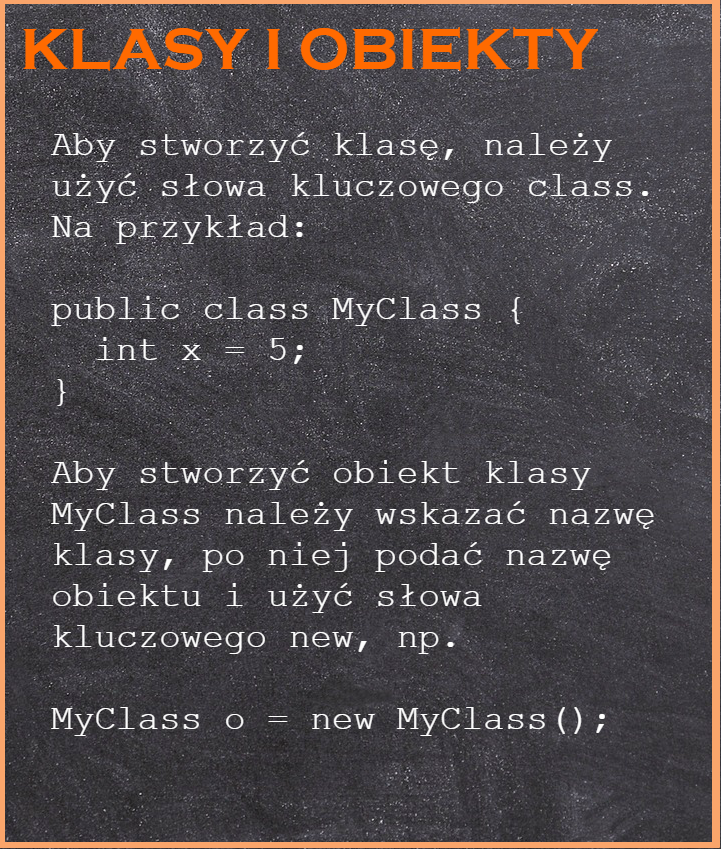 KLASY I OBIEKTY
Aby stworzyć klasę, należy
użyć słowa kluczowego class.
Na przykład:
public class MyClass {
  int x = 5;
}
Aby stworzyć obiekt klasy
MyClass należy wskazać nazwę
klasy, po niej podać nazwę
obiektu i użyć słowa
kluczowego new, np.
MyClass o = new MyClass();